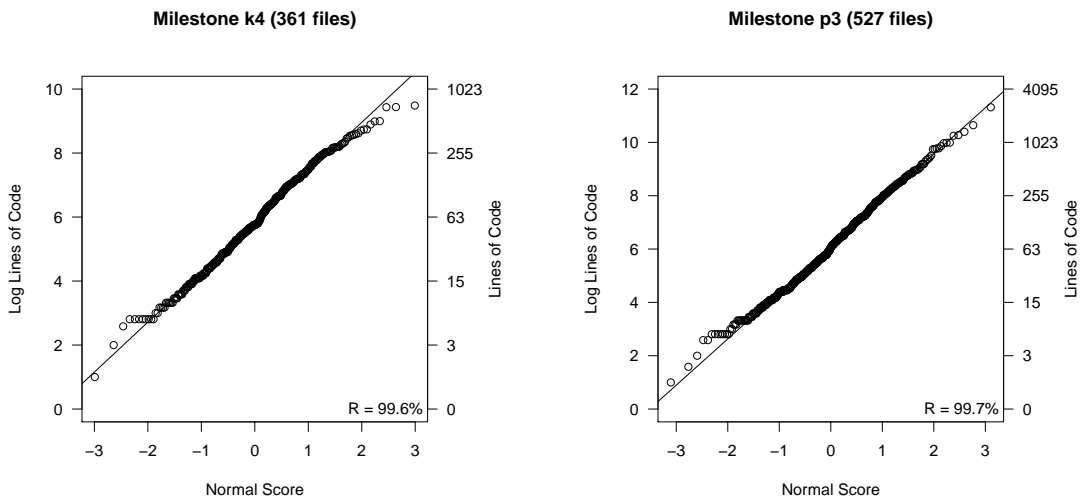 Milestone k4 (361 files)
Log Lines of Code
10
8
6
4
2
0
1023
255
63
15
3
0
Lines of Code
R = 99.6%
−3 −2 −1 0 1 2 3
Normal Score
Milestone p3 (527 files)
Log Lines of Code
12
10
8
6
4
2
0
4095
1023
255
63
15
3
0
Lines of Code
R = 99.7%
−3 −2 −1 0 1 2 3
Normal Score